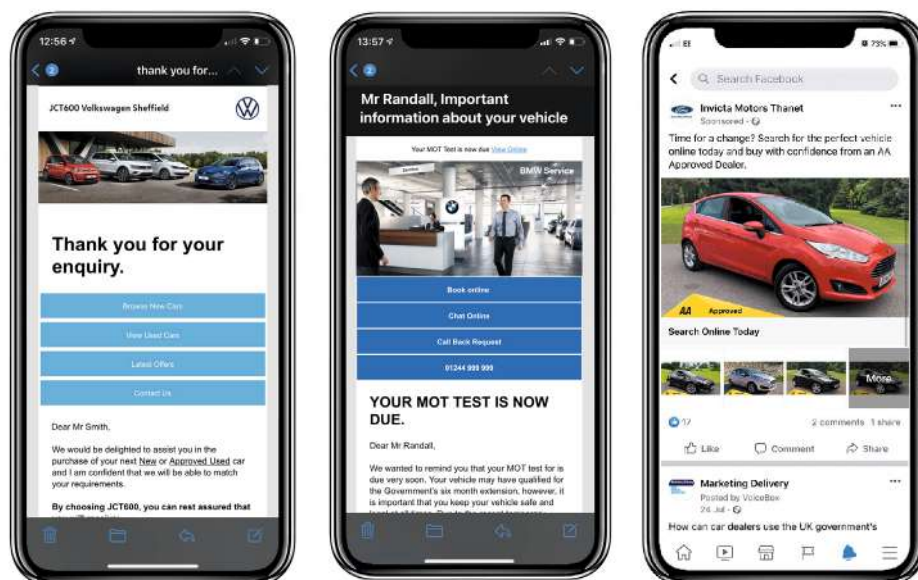 12:56
2
thank you for...
JCT600 Volkswagen Sheffield
Thank you for your
enquiry.
Browse New Cars
View Used Cars
Latest Offers
Contact Us
Dear Mr Smith,
We would be delighted to assist you in the
purchase of your next New or Approved Used car
and I am confident that we will be able to match
your requirements.
By choosing JCT600, you can rest assured that
13:57
2
Mr Randall, Important
information about your vehicle
Your MOT Test is now due View Online
BMW Service
Book online
Chat Online
Call Back Request
01244 999 999
YOUR MOT TEST IS NOW
DUE.
Dear Mr Randall,
We wanted to remind you that your MOT test for is
due very soon. Your vehicle may have qualified for
the Government's six month extension, however, it
is important that you keep your vehicle safe and
EE
73%
Search Facebook
Invicta Motors Thanet
Sponsored
Time for a change? Search for the perfect vehicle
online today and buy with confidence from an AA
Approved Dealer.
AA Approved
Search Online Today
More
17
2 comments 1 share
Like
Comment
Share
Marketing Delivery
Posted by VoiceBox
24 Jul
How can car dealers use the UK government's